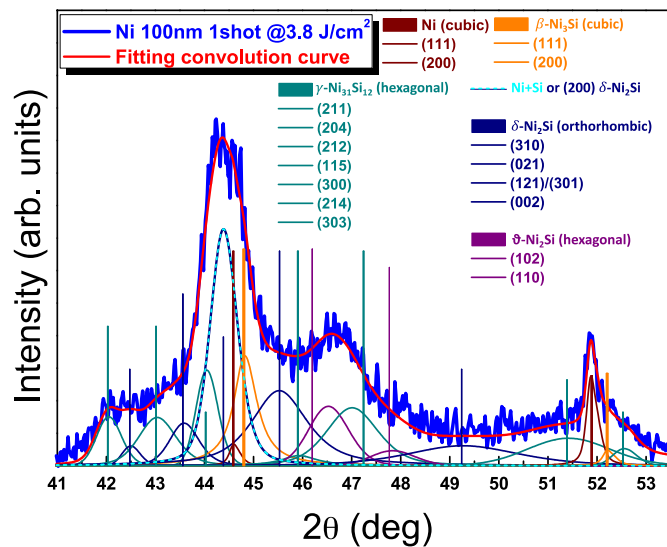 Ni 100nm 1shot @3.8 J/cm²
Fitting convolution curve
Ni (cubic)
(111)
(200)
β-Ni₃Si (cubic)
(111)
(200)
γ-Ni₃₁Si₁₂ (hexagonal)
(211)
(204)
(212)
(115)
(300)
(214)
(303)
Ni+Si or (200) δ-Ni₂Si
δ-Ni₂Si (orthorhombic)
(310)
(021)
(121)/(301)
(002)
ϑ-Ni₂Si (hexagonal)
(102)
(110)
Intensity (arb. units)
41 42 43 44 45 46 47 48 49 50 51 52 53
2θ (deg)